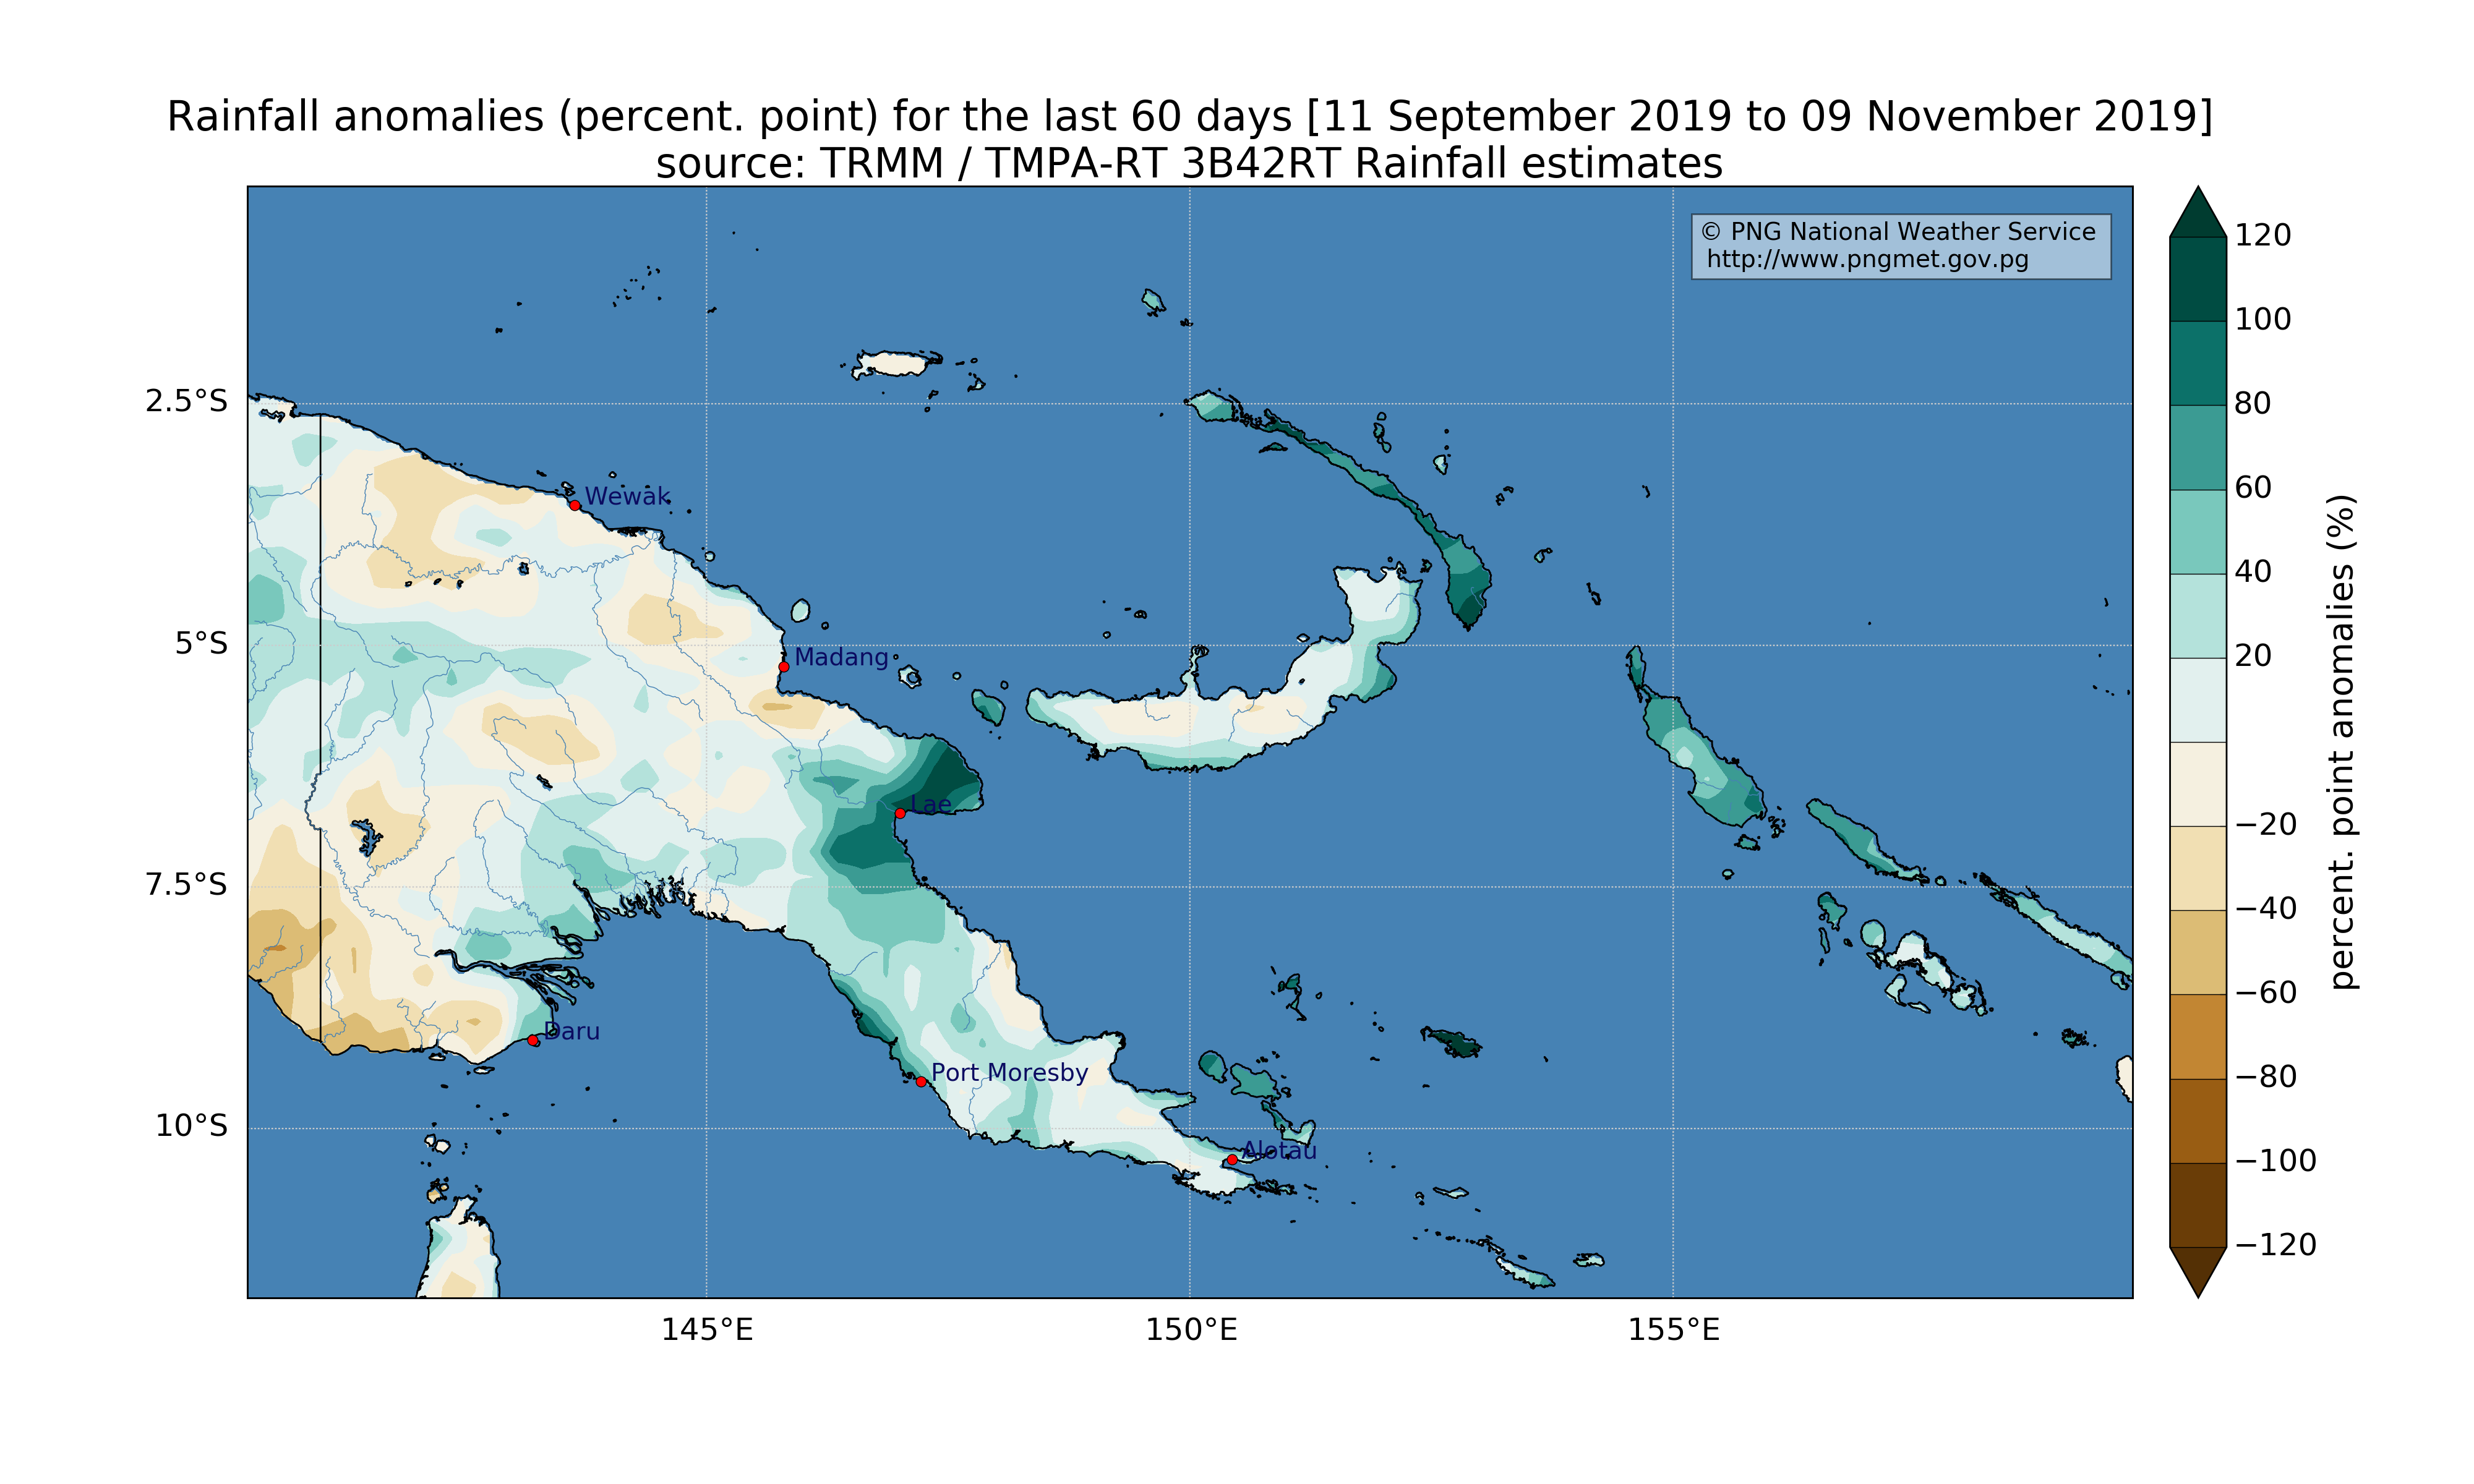 Rainfall anomalies (percent. point) for the last 60 days [11 September 2019 to 09 November 2019]
source: TRMM / TMPA-RT 3B42RT Rainfall estimates
© PNG National Weather Service
http://www.pngmet.gov.pg
2.5°S
5°S
7.5°S
10°S
Wewak
Madang
Lae
Daru
Port Moresby
Alotau
145°E
150°E
155°E
120
100
80
60
40
20
−20
−40
−60
−80
−100
−120
percent. point anomalies (%)